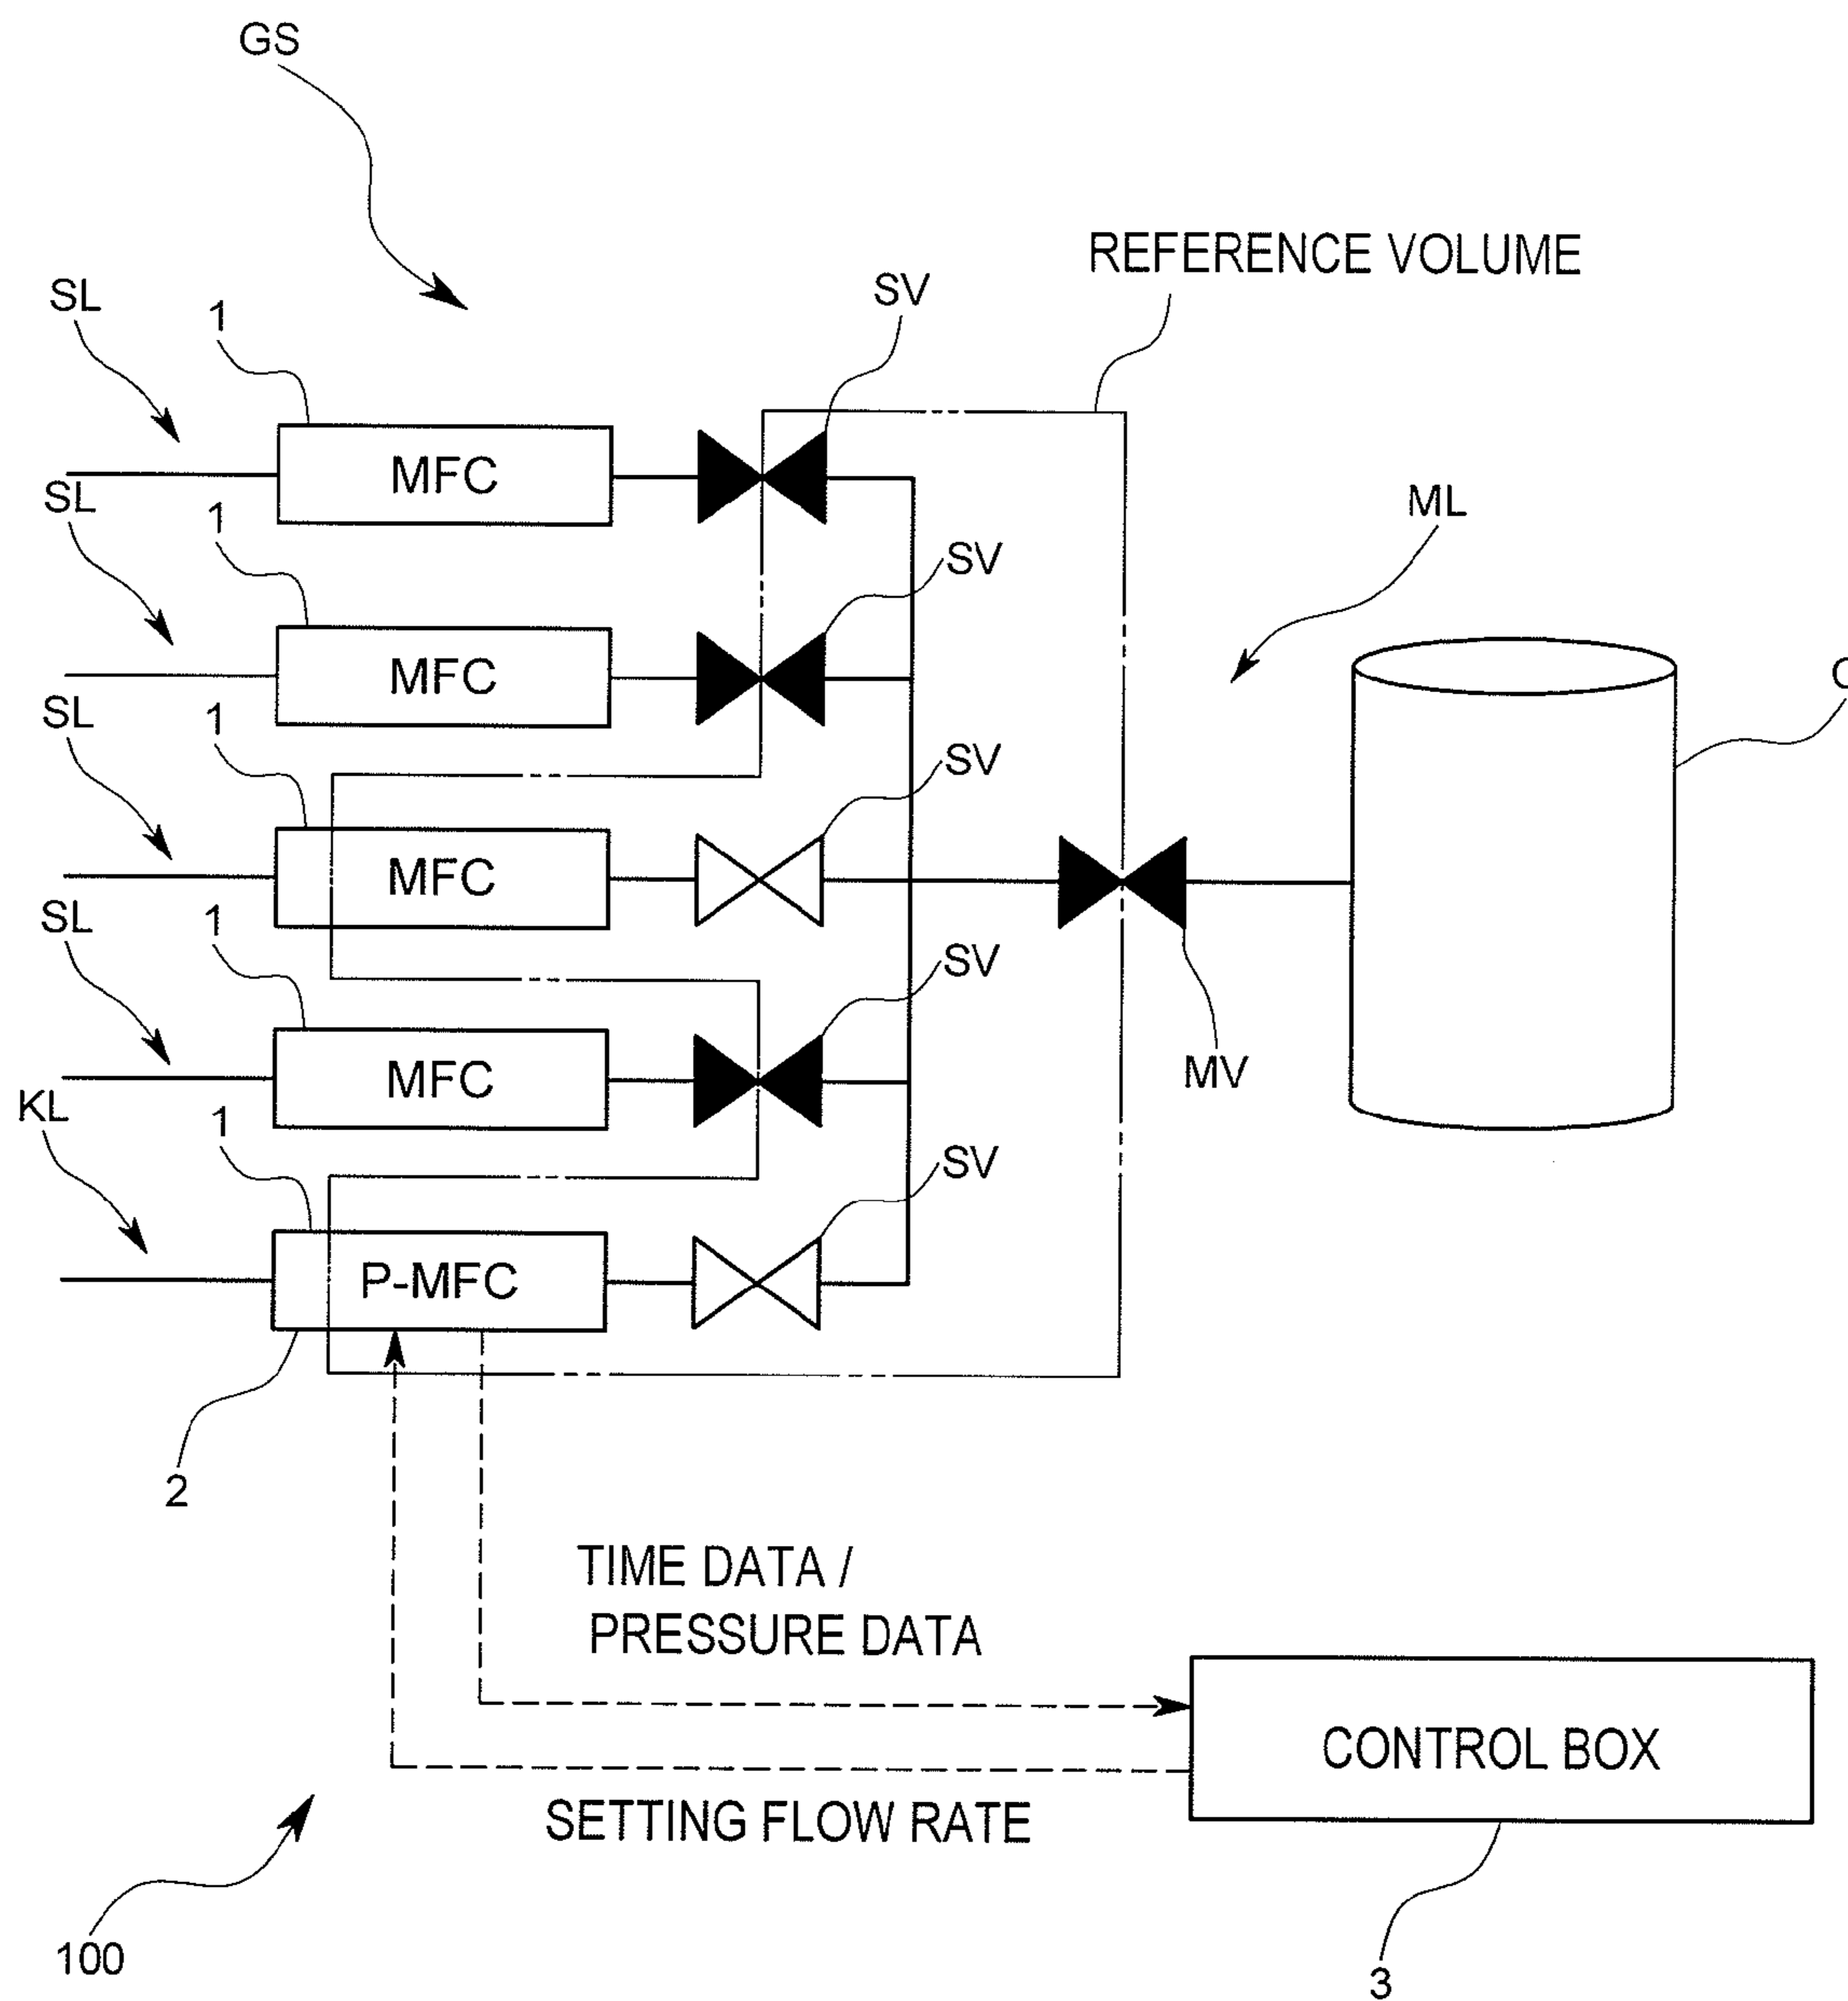 GS
REFERENCE VOLUME
SL
1
SV
MFC
SL
1
ML
SV
MFC
SL
1
SV
MFC
SL
1
SV
MFC
MV
KL
1
SV
P-MFC
2
TIME DATA /
PRESSURE DATA
CONTROL BOX
SETTING FLOW RATE
100
3